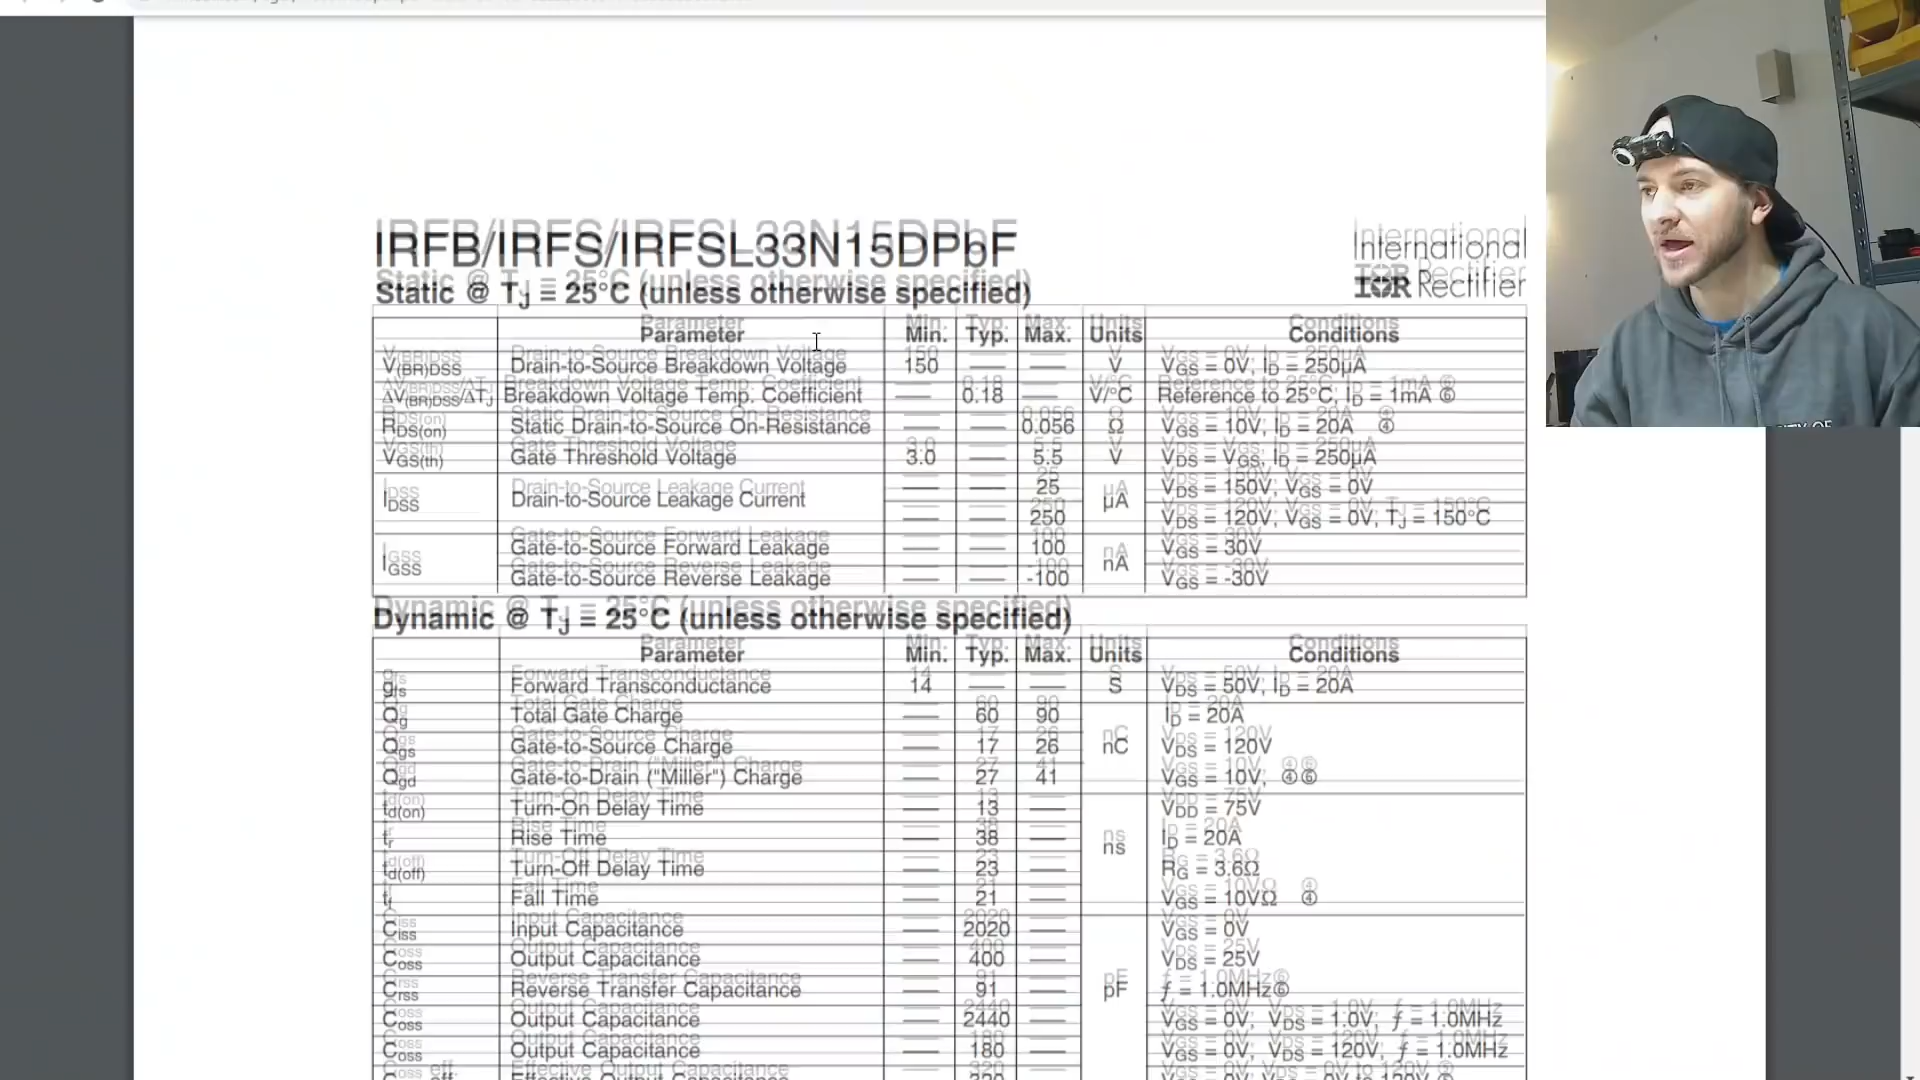 IRFB/IRFS/IRFSL33N15DPbF
International
IOR Rectifier
Static @ TJ = 25°C (unless otherwise specified)
Parameter Min. Typ. Max. Units Conditions
V(BR)DSS Drain-to-Source Breakdown Voltage 150 — — V VGS = 0V, ID = 250µA
ΔV(BR)DSS/ΔTJ Breakdown Voltage Temp. Coefficient — 0.18 — V/°C Reference to 25°C, ID = 1mA ⑥
RDS(on) Static Drain-to-Source On-Resistance — — 0.056 Ω VGS = 10V, ID = 20A ④
VGS(th) Gate Threshold Voltage 3.0 — 5.5 V VDS = VGS, ID = 250µA
IDSS Drain-to-Source Leakage Current — — 25 µA VDS = 150V, VGS = 0V
— — 250 VDS = 120V, VGS = 0V, TJ = 150°C
IGSS Gate-to-Source Forward Leakage — — 100 nA VGS = 30V
Gate-to-Source Reverse Leakage — — -100 VGS = -30V
Dynamic @ TJ = 25°C (unless otherwise specified)
Parameter Min. Typ. Max. Units Conditions
gfs Forward Transconductance 14 — — S VDS = 50V, ID = 20A
Qg Total Gate Charge — 60 90 ID = 20A
Qgs Gate-to-Source Charge — 17 26 nC VDS = 120V
Qgd Gate-to-Drain ("Miller") Charge — 27 41 VGS = 10V, ④⑥
td(on) Turn-On Delay Time — 13 — VDD = 75V
tr Rise Time — 38 — ns ID = 20A
td(off) Turn-Off Delay Time — 23 — RG = 3.6Ω
tf Fall Time — 21 — VGS = 10VΩ ④
Ciss Input Capacitance — 2020 — VGS = 0V
Coss Output Capacitance — 400 — VDS = 25V
Crss Reverse Transfer Capacitance — 91 — pF ƒ = 1.0MHz⑥
Coss Output Capacitance — 2440 — VGS = 0V, VDS = 1.0V, ƒ = 1.0MHz
Coss Output Capacitance — 180 — VGS = 0V, VDS = 120V, ƒ = 1.0MHz
Coss eff. Effective Output Capacitance — 320 — VGS = 0V, VDS = 0V to 120V